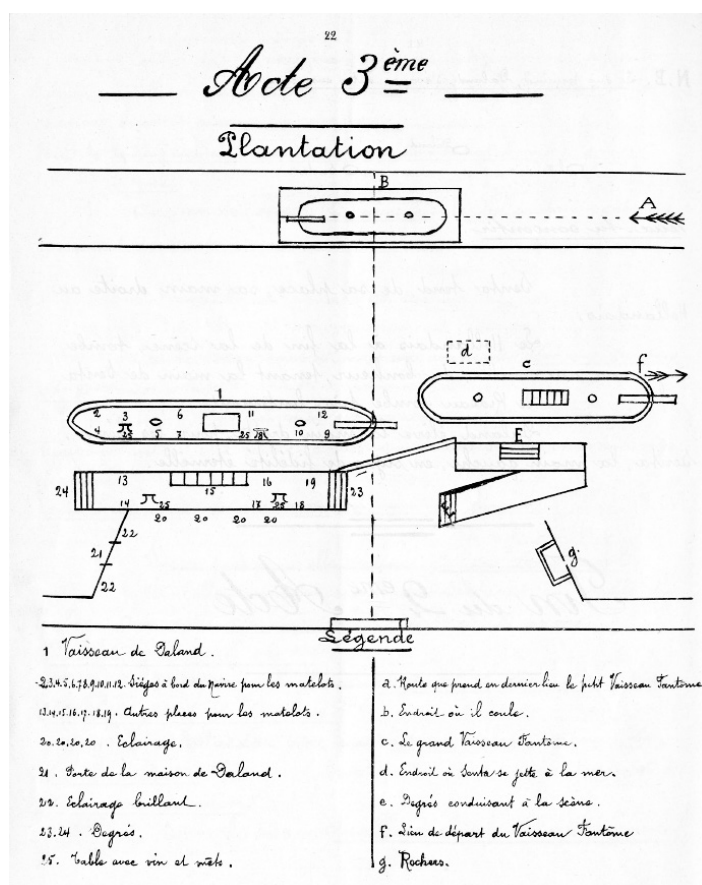 22
Acte 3ème
Plantation
B
A
d
c
f
1
2 3 6 11 12
4 25 5 7 25 18 10 9
E
24 13 15 16 19 23
14 25 17 25 18
20 20 20 20
22
21
22
g.
Légende
1 Vaisseau de Daland.
2.3.4.5.6.7.8.9.10.11.12. Sièges à bord du navire pour les matelots.
13.14.15.16.17.18.19. Autres places pour les matelots.
20.20.20.20. Eclairage.
21. Porte de la maison de Daland.
22. Eclairage brillant.
23.24. Degrés.
25. Table avec vin et mets.
a. Route que prend en dernier lieu le petit Vaisseau Fantôme
b. Endroit où il coule.
c. Le grand Vaisseau Fantôme.
d. Endroit où Senta se jette à la mer.
e. Degrés conduisant à la scène.
f. Lieu de départ du Vaisseau Fantôme
g. Rochers.